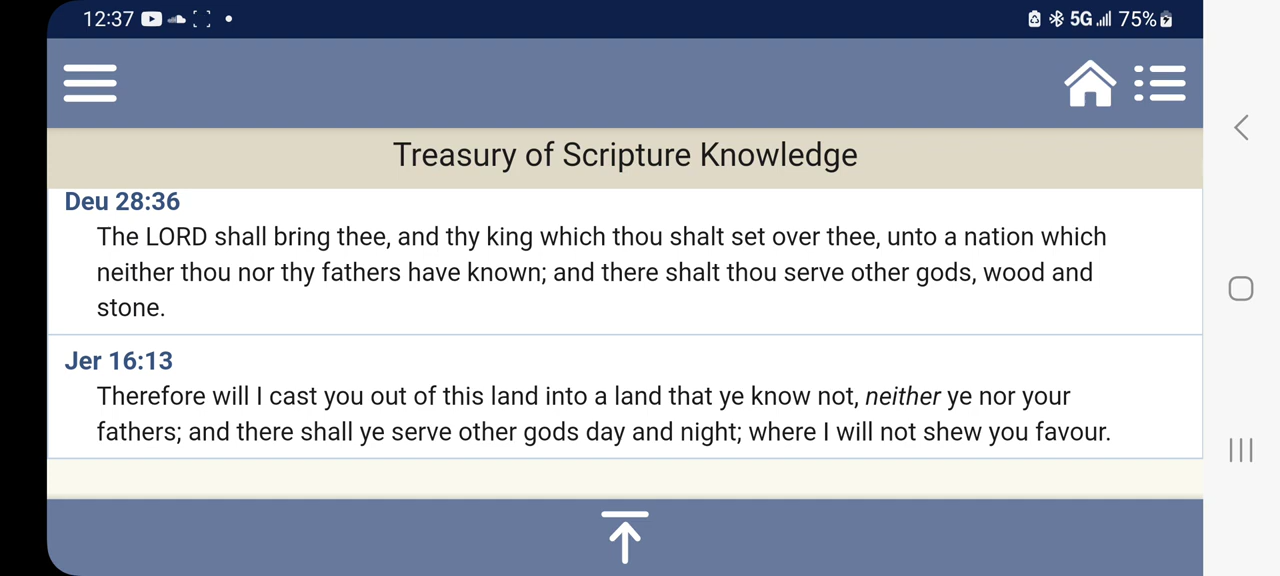 12:37
5G 75%
Treasury of Scripture Knowledge
Deu 28:36
The LORD shall bring thee, and thy king which thou shalt set over thee, unto a nation which
neither thou nor thy fathers have known; and there shalt thou serve other gods, wood and
stone.
Jer 16:13
Therefore will I cast you out of this land into a land that ye know not, neither ye nor your
fathers; and there shall ye serve other gods day and night; where I will not shew you favour.